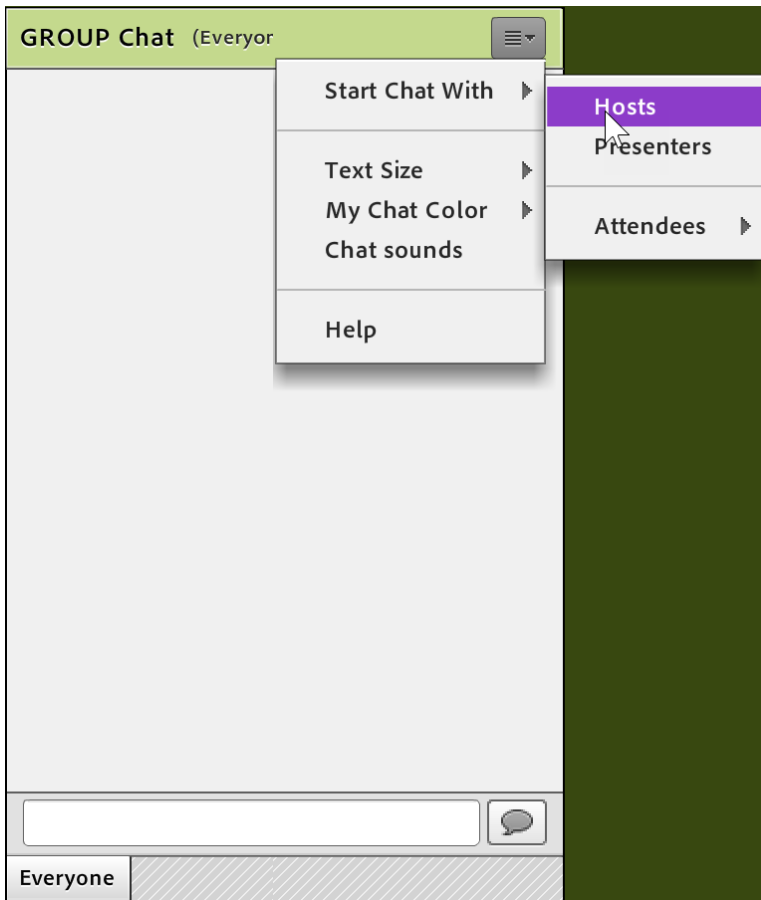 GROUP Chat (Everyor
Start Chat With
Hosts
Presenters
Text Size
My Chat Color
Attendees
Chat sounds
Help
Everyone